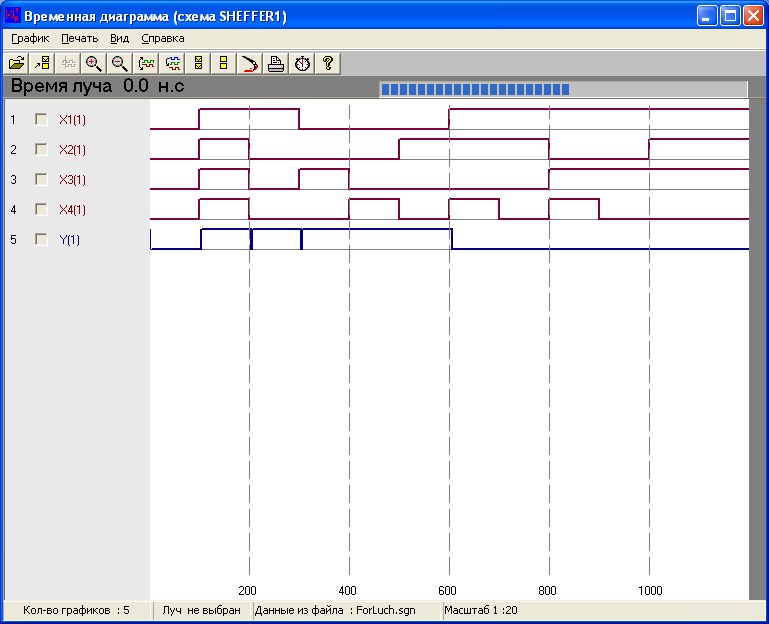 Временная диаграмма (схема SHEFFER1)
График Печать Вид Справка
Время луча 0.0 н.с
1 X1(1)
2 X2(1)
3 X3(1)
4 X4(1)
5 Y(1)
200 400 600 800 1000
Кол-во графиков : 5 Луч не выбран Данные из файла : ForLuch.sgn Масштаб 1 :20